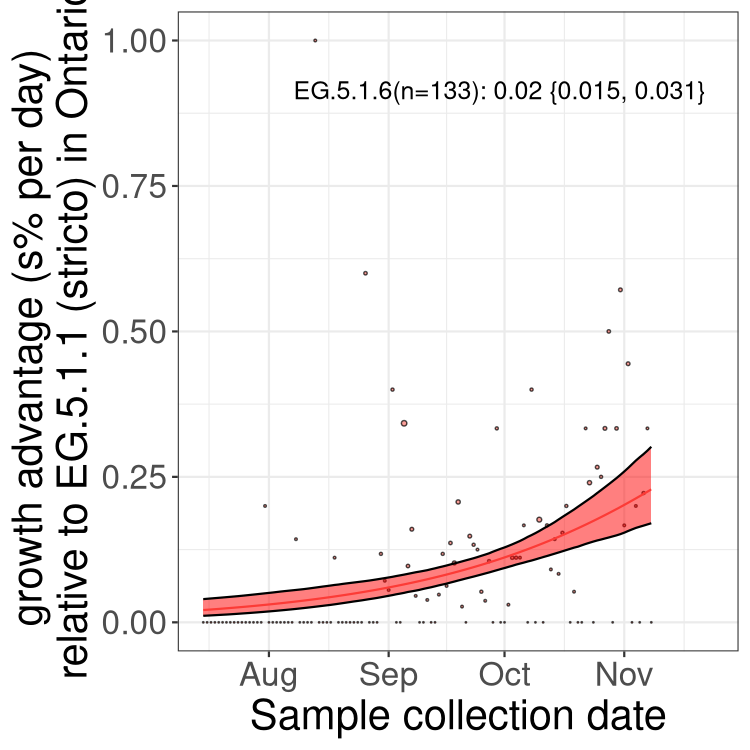 growth advantage (s% per day)
relative to EG.5.1.1 (stricto) in Ontario
1.00
0.75
0.50
0.25
0.00
EG.5.1.6(n=133): 0.02 {0.015, 0.031}
Aug Sep Oct Nov
Sample collection date